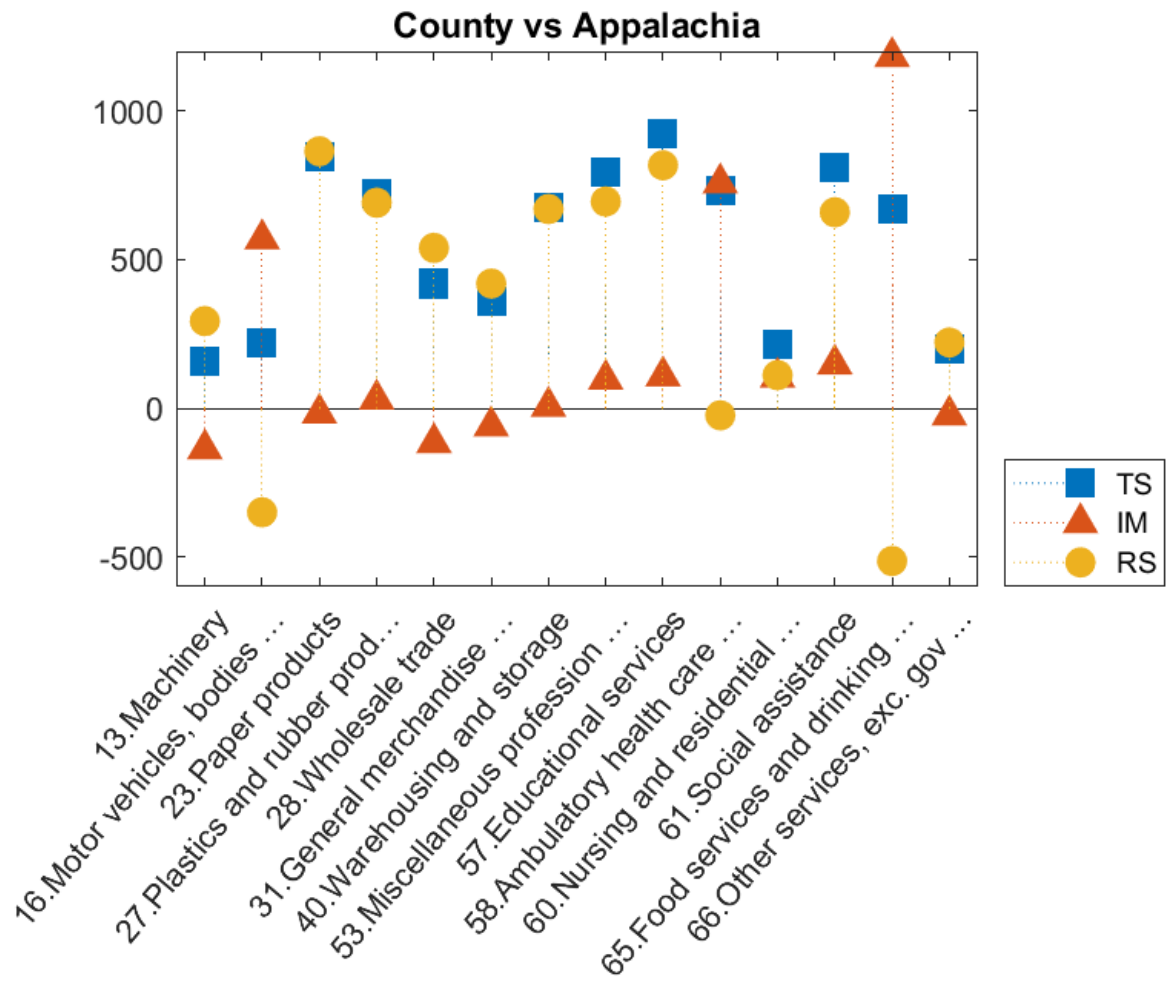 County vs Appalachia
1000
500
0
-500
TS
IM
RS
13.Machinery
16.Motor vehicles, bodies ...
23.Paper products
27.Plastics and rubber prod...
28. Wholesale trade
31.General merchandise ...
40.Warehousing and storage
53.Miscellaneous profession ...
57.Educational services
58.Ambulatory health care ...
60.Nursing and residential ...
61.Social assistance
65.Food services and drinking ...
66.Other services, exc. gov ...